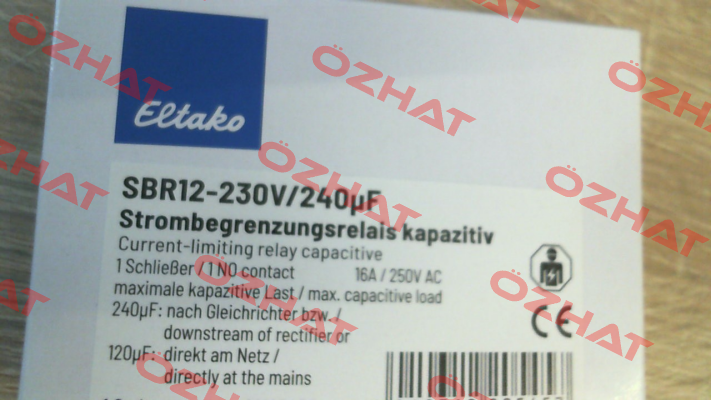 Eltako
SBR12-230V/240µF
Strombegrenzungsrelais kapazitiv
Current-limiting relay capacitive
1 Schließer / 1 NO contact 16A / 250V AC
maximale kapazitive Last / max. capacitive load
240µF: nach Gleichrichter bzw. /
downstream of rectifier or
120µF: direkt am Netz /
directly at the mains
CE
ÖZHAT
ÖZHAT
ÖZHAT
ÖZHAT
ÖZHAT
ÖZHAT
ÖZHAT
ÖZHAT
ÖZHAT
ÖZHAT